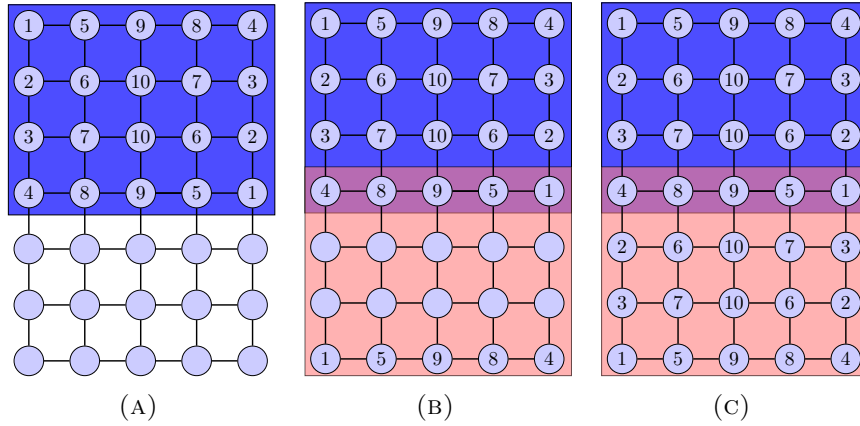 1 5 9 8 4 1 5 9 8 4 1 5 9 8 4
2 6 10 7 3 2 6 10 7 3 2 6 10 7 3
3 7 10 6 2 3 7 10 6 2 3 7 10 6 2
4 8 9 5 1 4 8 9 5 1 4 8 9 5 1
2 6 10 7 3
3 7 10 6 2
1 5 9 8 4 1 5 9 8 4
(A) (B) (C)